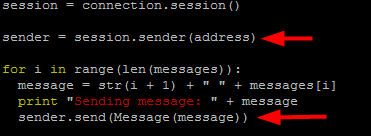 session = connection.session()
sender = session.sender(address)
for i in range(len(messages)):
message = str(i + 1) + " " + messages[i]
print "Sending message: " + message
sender.send(Message(message))